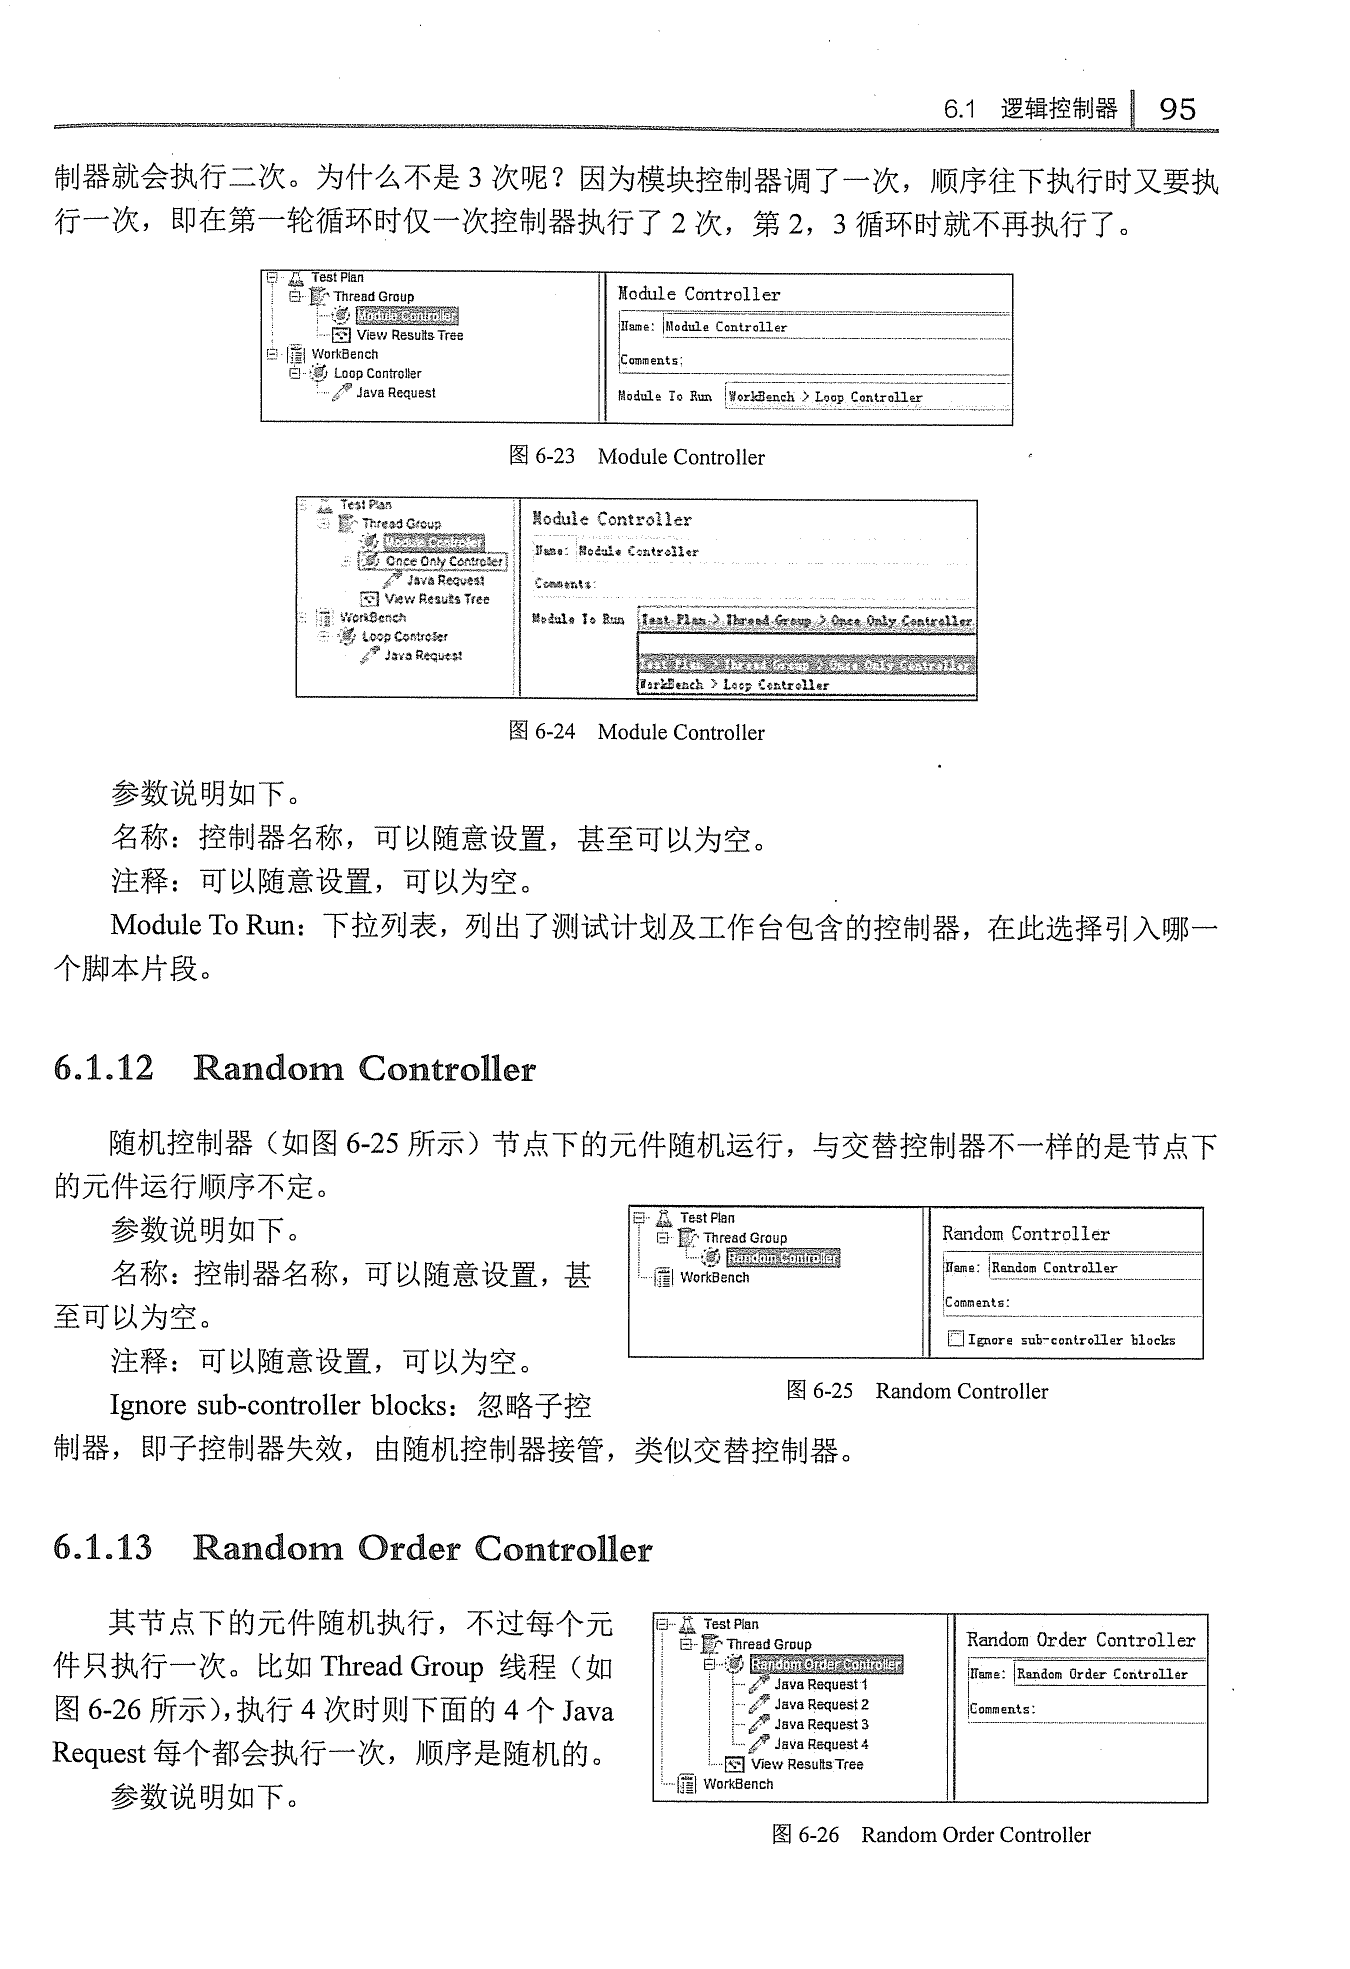 6.1 逻辑控制器 95
制器就会执行二次。为什么不是 3 次呢？因为模块控制器调了一次，顺序往下执行时又要执
行一次，即在第一轮循环时仅一次控制器执行了 2 次，第 2，3 循环时就不再执行了。
Test Plan
Thread Group
Module Controller
View Results Tree
WorkBench
Loop Controller
Java Request
Module Controller
Name: Module Controller
Comments:
Module To Run WorkBench > Loop Controller
图 6-23 Module Controller
Test Plan
Thread Group
Module Controller
Once Only Controller
Java Request
View Results Tree
WorkBench
Loop Controller
Java Request
Module Controller
Name: Module Controller
Comments:
Module To Run Test Plan > Thread Group > Once Only Controller
Test Plan > Thread Group > Once Only Controller
WorkBench > Loop Controller
图 6-24 Module Controller
参数说明如下。
名称：控制器名称，可以随意设置，甚至可以为空。
注释：可以随意设置，可以为空。
Module To Run：下拉列表，列出了测试计划及工作台包含的控制器，在此选择引入哪一
个脚本片段。
6.1.12 Random Controller
随机控制器（如图 6-25 所示）节点下的元件随机运行，与交替控制器不一样的是节点下
的元件运行顺序不定。
参数说明如下。
名称：控制器名称，可以随意设置，甚
至可以为空。
注释：可以随意设置，可以为空。
Ignore sub-controller blocks：忽略子控
制器，即子控制器失效，由随机控制器接管，类似交替控制器。
Test Plan
Thread Group
Random Controller
WorkBench
Random Controller
Name: Random Controller
Comments:
Ignore sub-controller blocks
图 6-25 Random Controller
6.1.13 Random Order Controller
其节点下的元件随机执行，不过每个元
件只执行一次。比如 Thread Group 线程（如
图 6-26 所示），执行 4 次时则下面的 4 个 Java
Request 每个都会执行一次，顺序是随机的。
参数说明如下。
Test Plan
Thread Group
Random Order Controller
Java Request 1
Java Request 2
Java Request 3
Java Request 4
View Results Tree
WorkBench
Random Order Controller
Name: Random Order Controller
Comments:
图 6-26 Random Order Controller